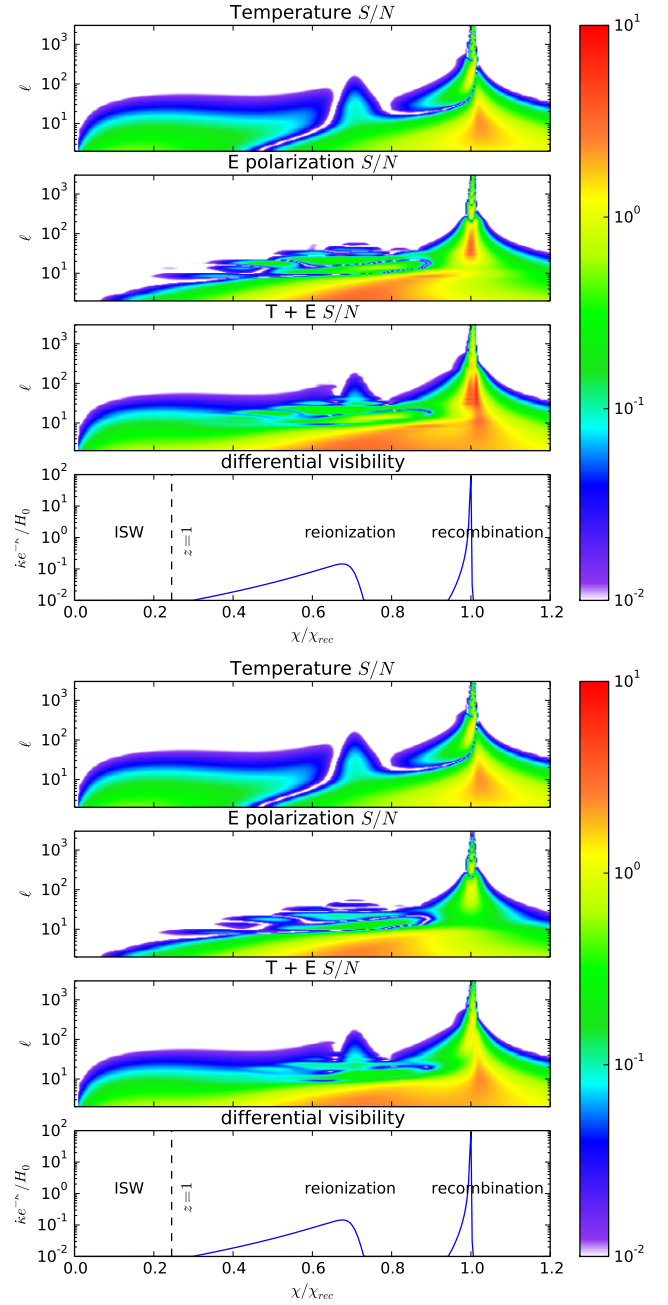 Temperature S/N
10³
10²
10¹
ℓ
E polarization S/N
10³
10²
10¹
ℓ
T + E S/N
10³
10²
10¹
ℓ
differential visibility
10²
10¹
10⁰
10⁻¹
10⁻²
ISW
z=1
reionization
recombination
0.0 0.2 0.4 0.6 0.8 1.0 1.2
χ/χrec
10¹
10⁰
10⁻¹
10⁻²
Temperature S/N
10³
10²
10¹
ℓ
E polarization S/N
10³
10²
10¹
ℓ
T + E S/N
10³
10²
10¹
ℓ
differential visibility
10²
10¹
10⁰
10⁻¹
10⁻²
ISW
z=1
reionization
recombination
0.0 0.2 0.4 0.6 0.8 1.0 1.2
χ/χrec
10¹
10⁰
10⁻¹
10⁻²